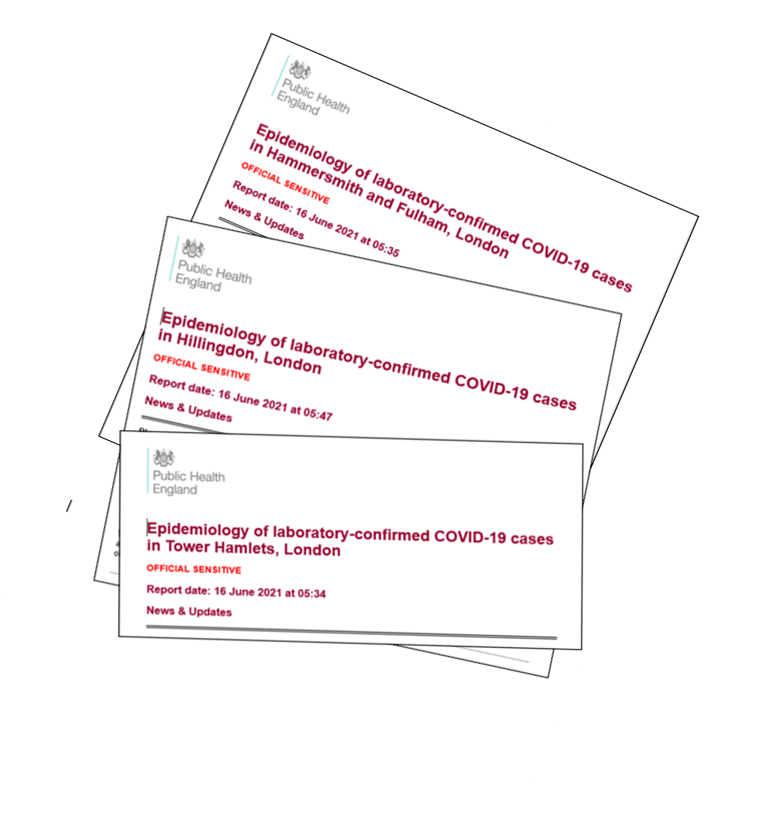 Public Health
England
Epidemiology of laboratory-confirmed COVID-19 cases
in Hammersmith and Fulham, London
OFFICIAL SENSITIVE
Report date: 16 June 2021 at 05:35
News & Updates
Public Health
England
Epidemiology of laboratory-confirmed COVID-19 cases
in Hillingdon, London
OFFICIAL SENSITIVE
Report date: 16 June 2021 at 05:47
News & Updates
Public Health
England
Epidemiology of laboratory-confirmed COVID-19 cases
in Tower Hamlets, London
OFFICIAL SENSITIVE
Report date: 16 June 2021 at 05:34
News & Updates
/